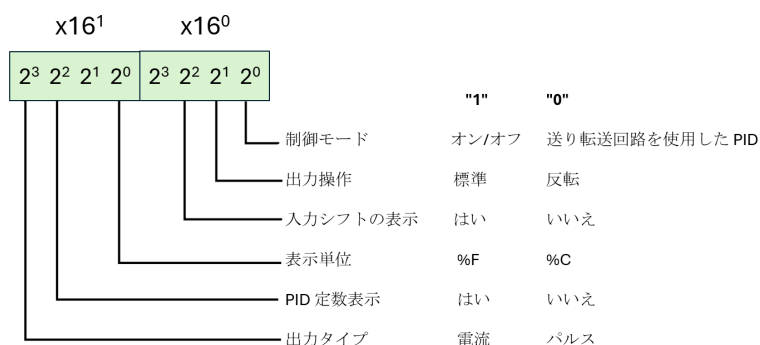 x16¹ x16⁰
2³ 2² 2¹ 2⁰ 2³ 2² 2¹ 2⁰
"1" "0"
制御モード オン/オフ 送り転送回路を使用した PID
出力操作 標準 反転
入力シフトの表示 はい いいえ
表示単位 %F %C
PID 定数表示 はい いいえ
出力タイプ 電流 パルス